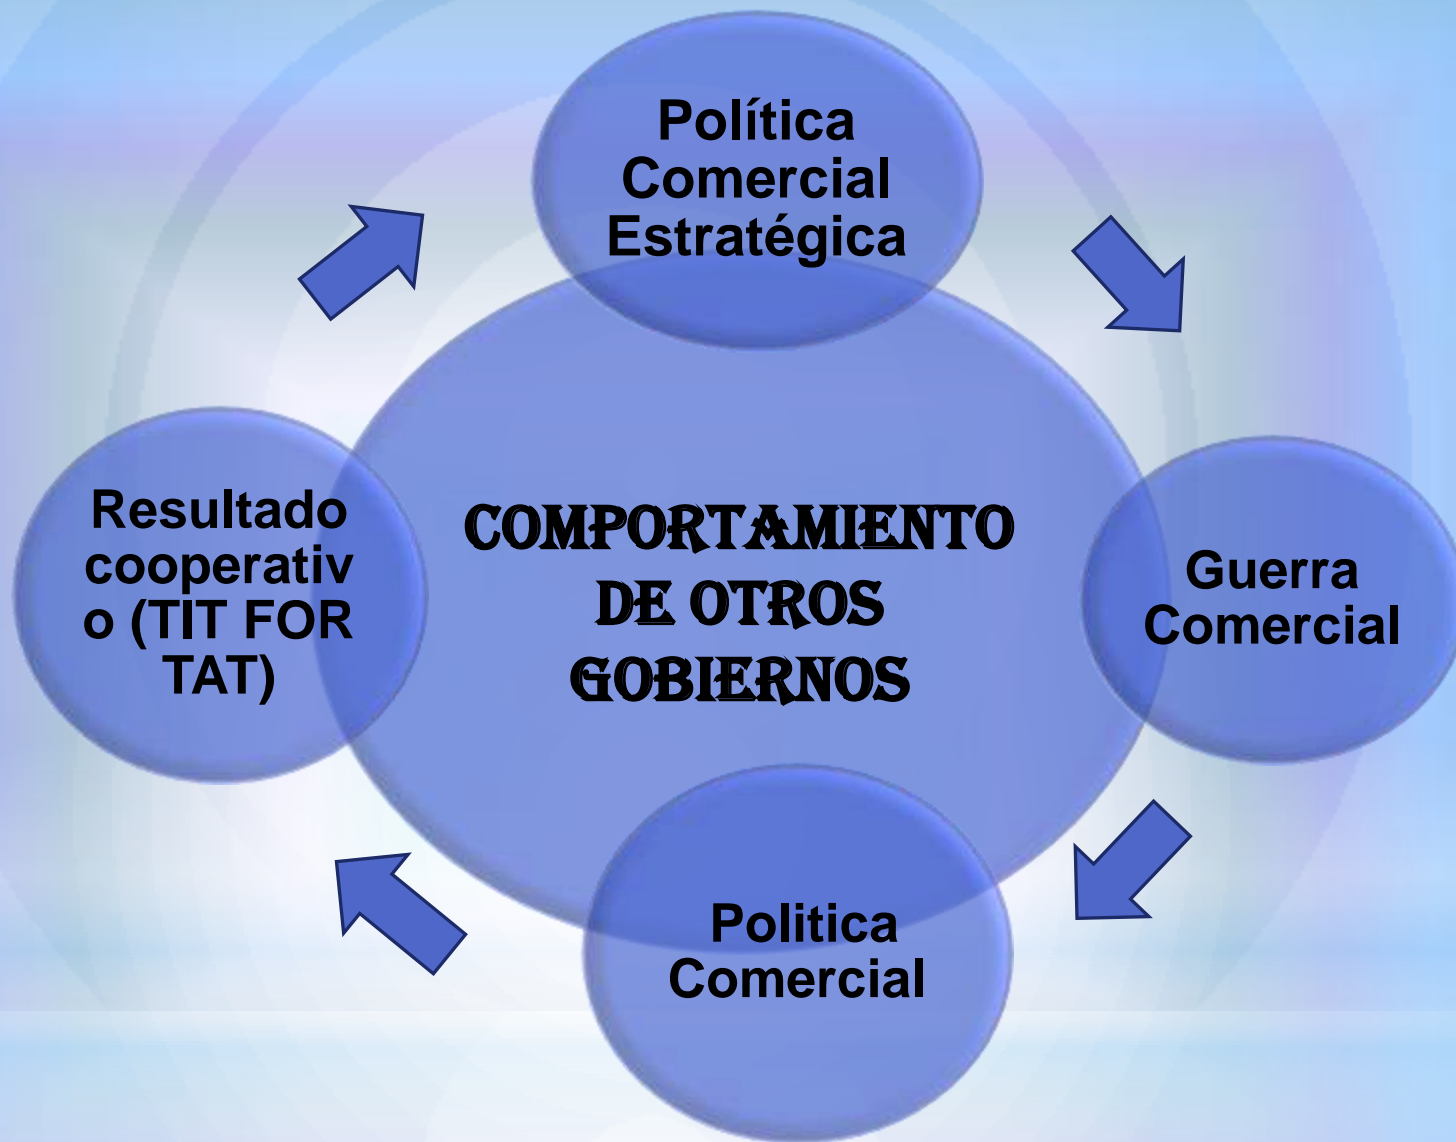 Política
Comercial
Estratégica
Resultado
cooperativ
o (TIT FOR
TAT)
COMPORTAMIENTO
DE OTROS
GOBIERNOS
Guerra
Comercial
Politica
Comercial